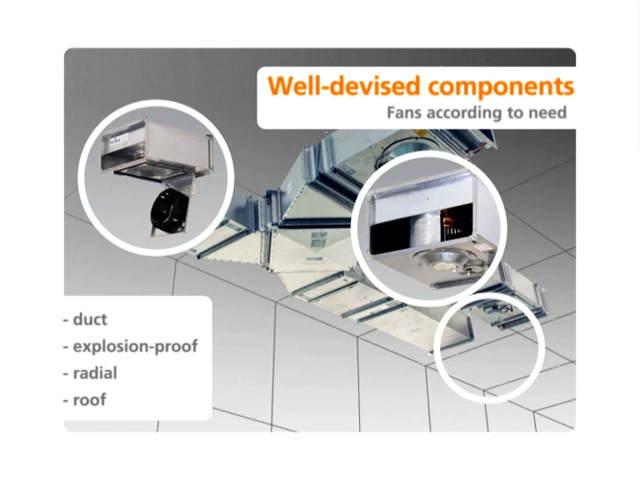 Well-devised components
Fans according to need
- duct
- explosion-proof
- radial
- roof